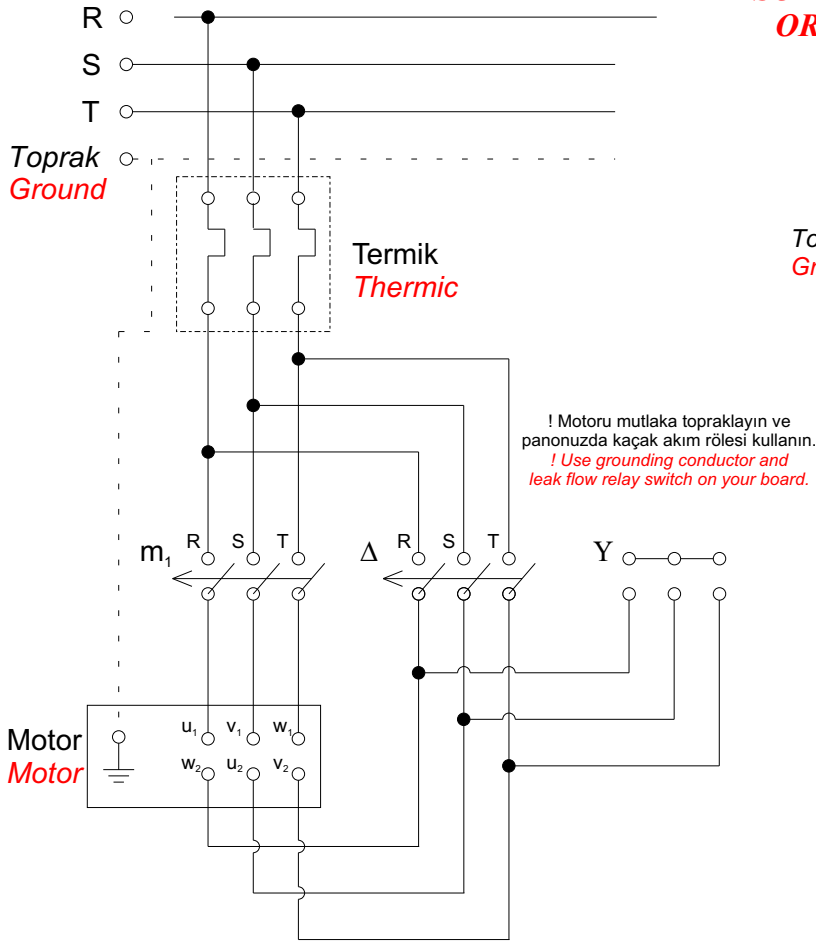 OR
R
S
T
Toprak
Ground
Termik
Thermic
! Motoru mutlaka topraklayın ve
panonuzda kaçak akım rölesi kullanın.
! Use grounding conductor and
leak flow relay switch on your board.
m₁ R S T
Δ R S T
Y
Motor
Motor
u₁ v₁ w₁
w₂ u₂ v₂